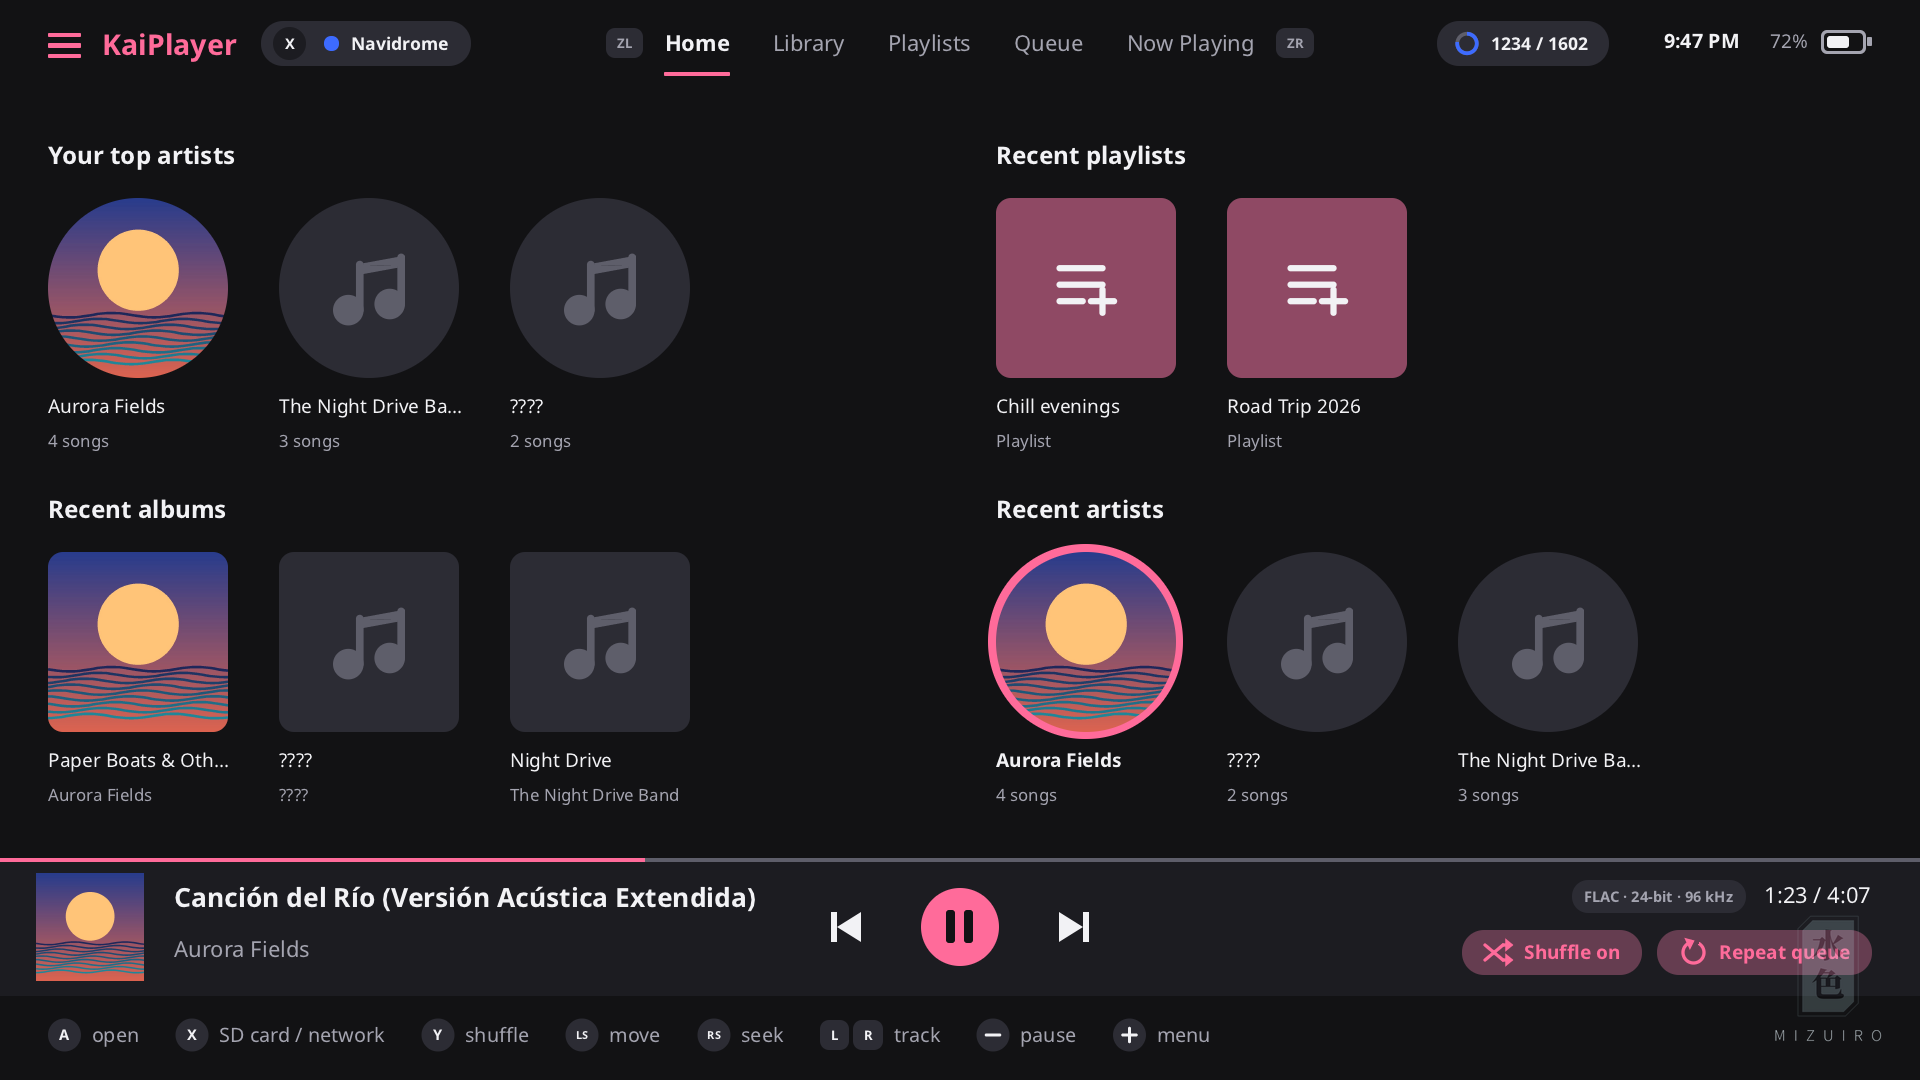 KaiPlayer
X Navidrome
ZL Home Library Playlists Queue Now Playing ZR
1234 / 1602
9:47 PM
72%
Your top artists
Aurora Fields
4 songs
The Night Drive Ba...
3 songs
????
2 songs
Recent playlists
Chill evenings
Playlist
Road Trip 2026
Playlist
Recent albums
Paper Boats & Oth...
Aurora Fields
????
????
Night Drive
The Night Drive Band
Recent artists
Aurora Fields
4 songs
????
2 songs
The Night Drive Ba...
3 songs
Canción del Río (Versión Acústica Extendida)
Aurora Fields
FLAC · 24-bit · 96 kHz
1:23 / 4:07
Shuffle on
Repeat queue
水色
MIZUIRO
A open X SD card / network Y shuffle LS move RS seek L R track − pause + menu